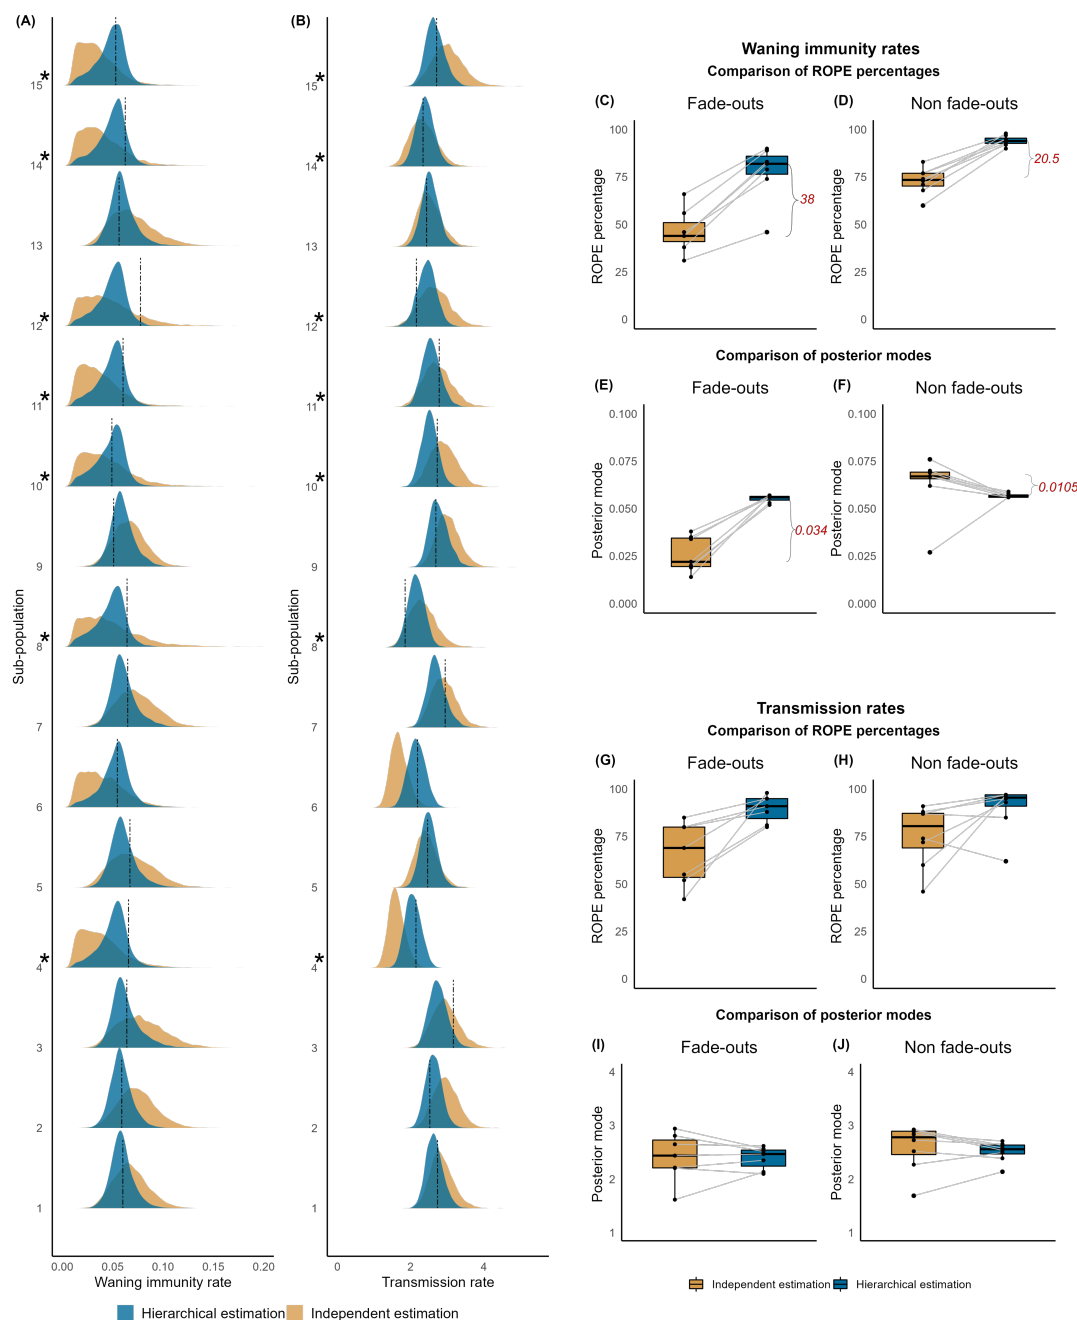 (A)
*
15
*
14
13
*
12
*
11
*
10
9
*
8
7
6
5
*
4
3
2
1
Sub-population
0.00 0.05 0.10 0.15 0.20
Waning immunity rate
(B)
*
15
*
14
13
*
12
*
11
*
10
9
*
8
7
6
5
*
4
3
2
1
Sub-population
0 2 4
Transmission rate
Hierarchical estimation Independent estimation
Waning immunity rates
Comparison of ROPE percentages
(C) Fade-outs
100
75
50
25
0
ROPE percentage
38
(D) Non fade-outs
100
75
50
25
0
ROPE percentage
20.5
Comparison of posterior modes
(E) Fade-outs
0.100
0.075
0.050
0.025
0.000
Posterior mode
0.034
(F) Non fade-outs
0.100
0.075
0.050
0.025
0.000
Posterior mode
0.0105
Transmission rates
Comparison of ROPE percentages
(G) Fade-outs
100
75
50
25
0
ROPE percentage
(H) Non fade-outs
100
75
50
25
0
ROPE percentage
Comparison of posterior modes
(I) Fade-outs
4
3
2
1
Posterior mode
(J) Non fade-outs
4
3
2
1
Posterior mode
Independent estimation Hierarchical estimation